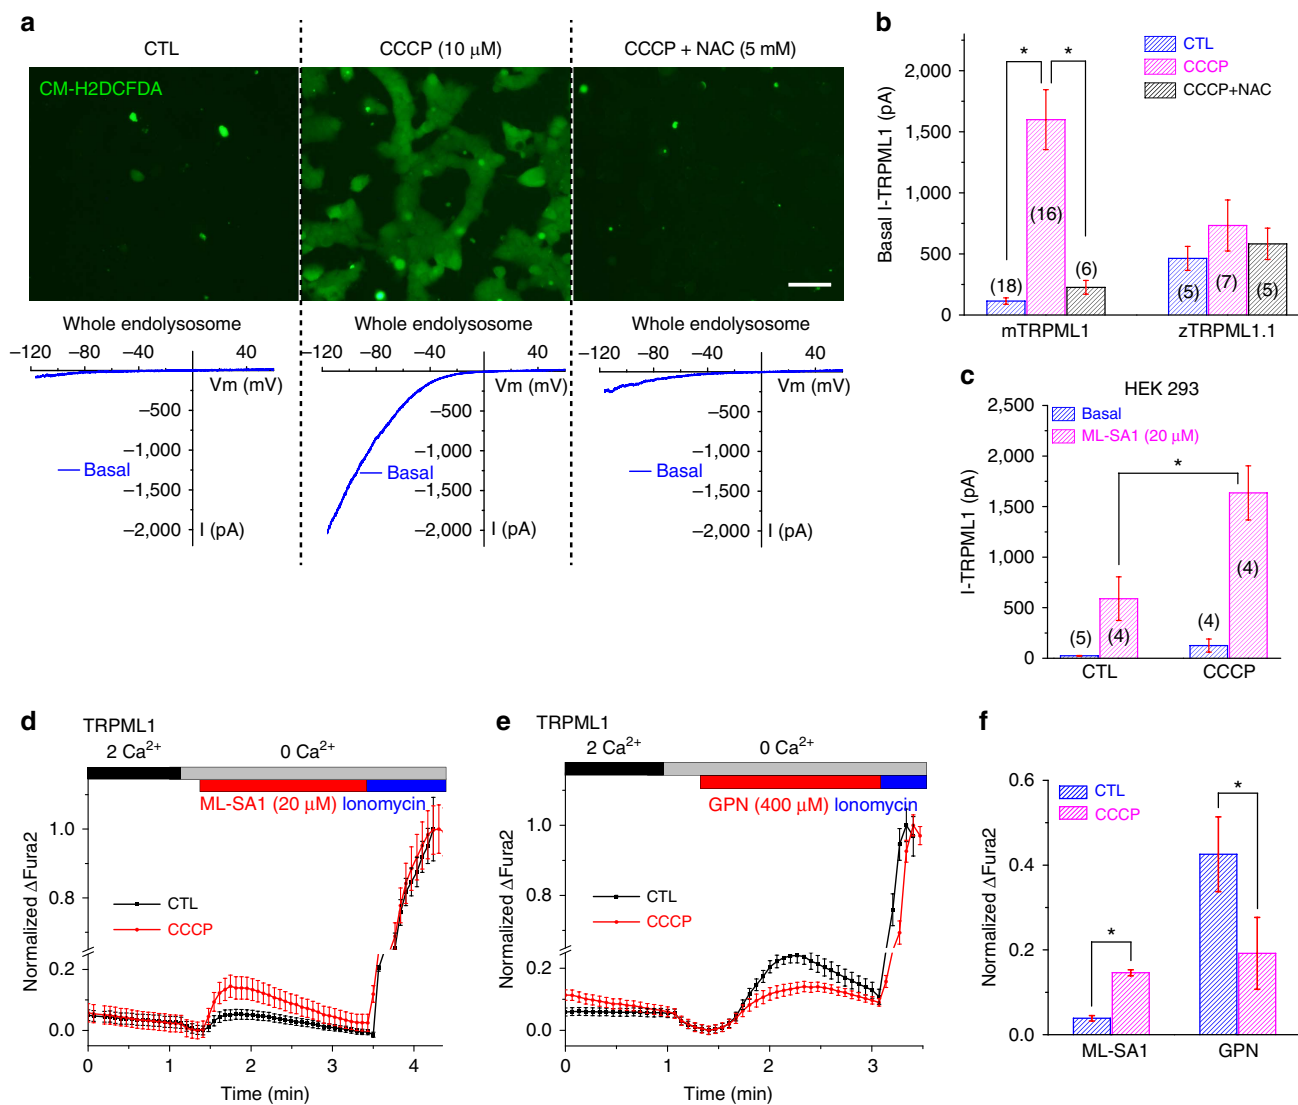 a
CTL
CCCP (10 μM)
CCCP + NAC (5 mM)
CM-H2DCFDA
Whole endolysosome
Whole endolysosome
Whole endolysosome
−120 −80 −40 40
−120 −80 −40 40
−120 −80 −40 40
Vm (mV)
Vm (mV)
Vm (mV)
−500
−1,000
−1,500
−2,000
Basal
I (pA)
−500
−1,000
−1,500
−2,000
Basal
I (pA)
−500
−1,000
−1,500
−2,000
Basal
I (pA)
b
Basal I-TRPML1 (pA)
2,000
1,500
1,000
500
0
* *
CTL
CCCP
CCCP+NAC
(18)
(16)
(6)
(5)
(7)
(5)
mTRPML1
zTRPML1.1
c
HEK 293
I-TRPML1 (pA)
2,500
2,000
1,500
1,000
500
0
Basal
ML-SA1 (20 μM)
*
(5)
(4)
(4)
(4)
CTL
CCCP
d
TRPML1
2 Ca²⁺
0 Ca²⁺
ML-SA1 (20 μM) Ionomycin
Normalized ΔFura2
1.0
0.8
0.2
0.0
CTL
CCCP
0 1 2 3 4
Time (min)
e
TRPML1
2 Ca²⁺
0 Ca²⁺
GPN (400 μM) Ionomycin
Normalized ΔFura2
1.0
0.8
0.2
0.0
CTL
CCCP
0 1 2 3
Time (min)
f
Normalized ΔFura2
0.6
0.4
0.2
0.0
CTL
CCCP
*
*
ML-SA1
GPN